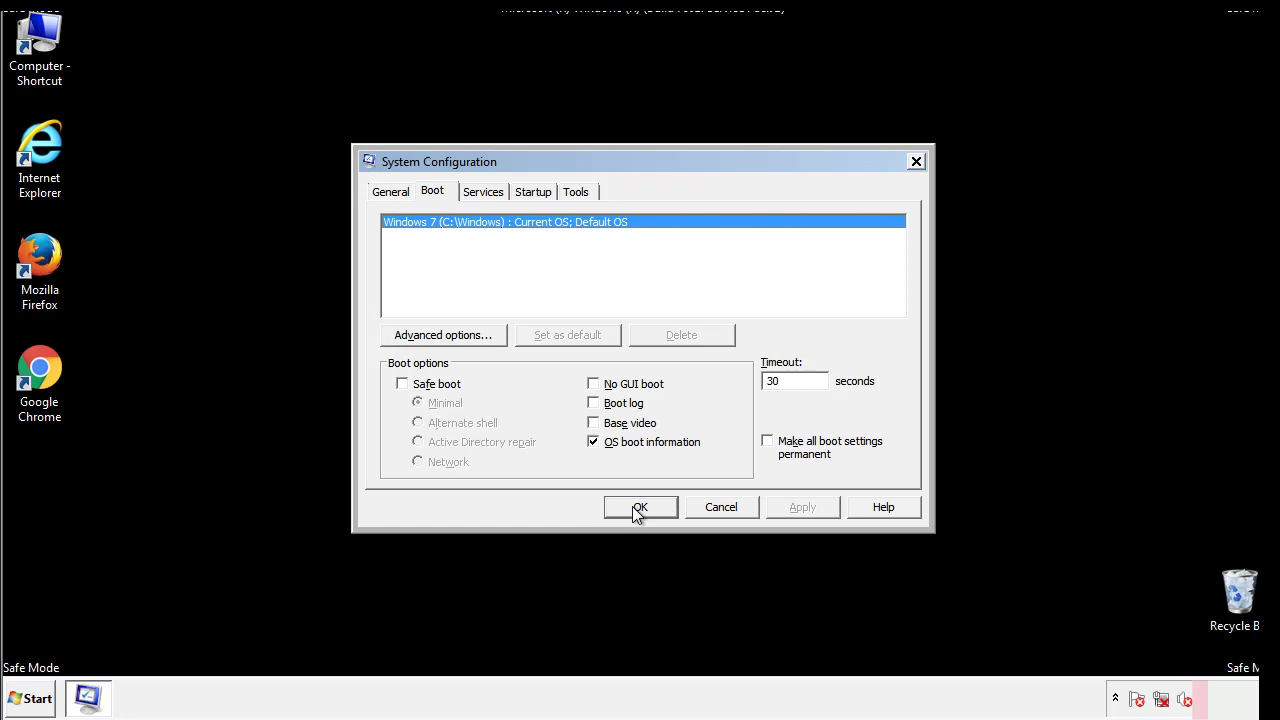 Computer -
Shortcut
Internet
Explorer
Mozilla
Firefox
Google
Chrome
System Configuration
General Boot Services Startup Tools
Windows 7 (C:\Windows) : Current OS; Default OS
Advanced options... Set as default Delete
Boot options
Timeout:
30 seconds
Safe boot
Minimal
Alternate shell
Active Directory repair
Network
No GUI boot
Boot log
Base video
OS boot information
Make all boot settings
permanent
OK Cancel Apply Help
Recycle B
Safe Mode
Safe M
Start